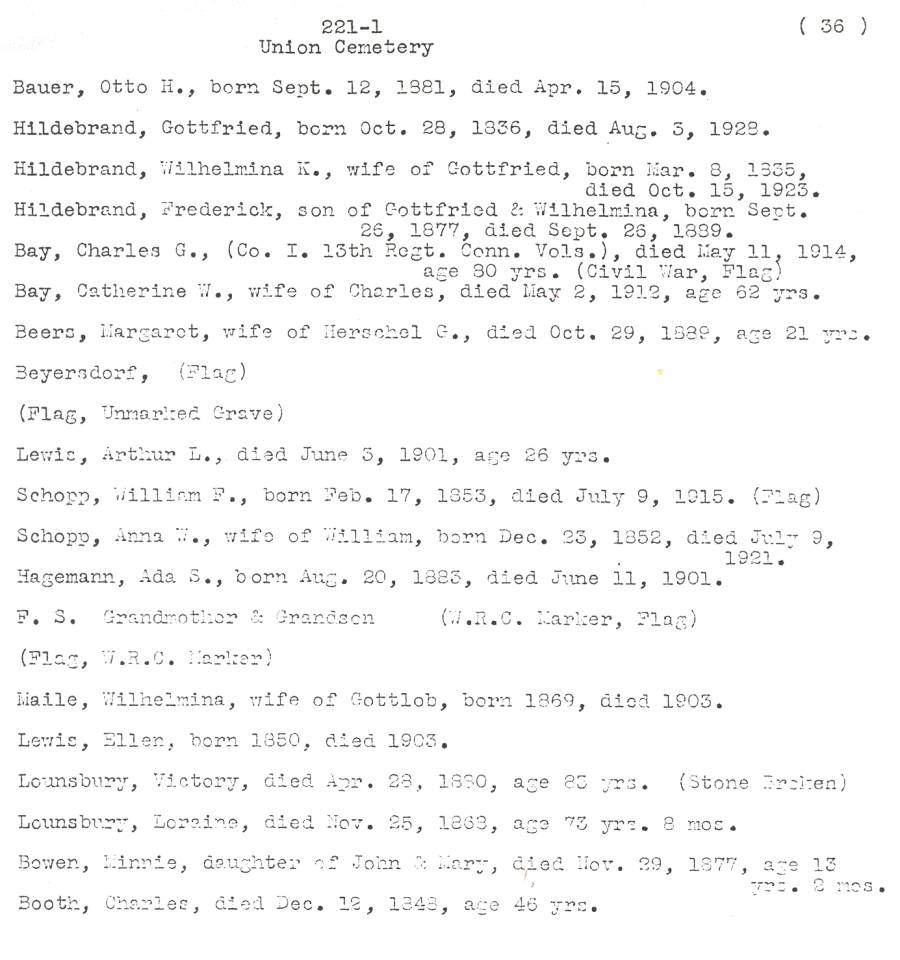 221-1 ( 36 )
Union Cemetery
Bauer, Otto H., born Sept. 12, 1881, died Apr. 15, 1904.
Hildebrand, Gottfried, born Oct. 28, 1836, died Aug. 3, 1928.
Hildebrand, Wilhelmina K., wife of Gottfried, born Mar. 8, 1835,
died Oct. 15, 1923.
Hildebrand, Frederick, son of Gottfried & Wilhelmina, born Sept.
26, 1877, died Sept. 26, 1889.
Bay, Charles G., (Co. I. 13th Regt. Conn. Vols.), died May 11, 1914,
age 80 yrs. (Civil War, Flag)
Bay, Catherine W., wife of Charles, died May 2, 1912, age 62 yrs.
Beers, Margaret, wife of Herschel G., died Oct. 29, 1889, age 21 yrs.
Beyersdorf, (Flag)
(Flag, Unmarked Grave)
Lewis, Arthur L., died June 3, 1901, age 26 yrs.
Schopp, William F., born Feb. 17, 1853, died July 9, 1915. (Flag)
Schopp, Anna W., wife of William, born Dec. 23, 1852, died July 9,
1921.
Hagemann, Ada S., born Aug. 20, 1883, died June 11, 1901.
F. S. Grandmother & Grandson (W.R.C. Marker, Flag)
(Flag, W.R.C. Marker)
Maile, Wilhelmina, wife of Gottlob, born 1869, died 1903.
Lewis, Ellen, born 1850, died 1903.
Lounsbury, Victory, died Apr. 28, 1880, age 83 yrs. (Stone Broken)
Lounsbury, Loraine, died Nov. 25, 1868, age 73 yrs. 8 mos.
Bowen, Minnie, daughter of John & Mary, died Nov. 29, 1877, age 13
yrs. 2 mos.
Booth, Charles, died Dec. 12, 1848, age 46 yrs.